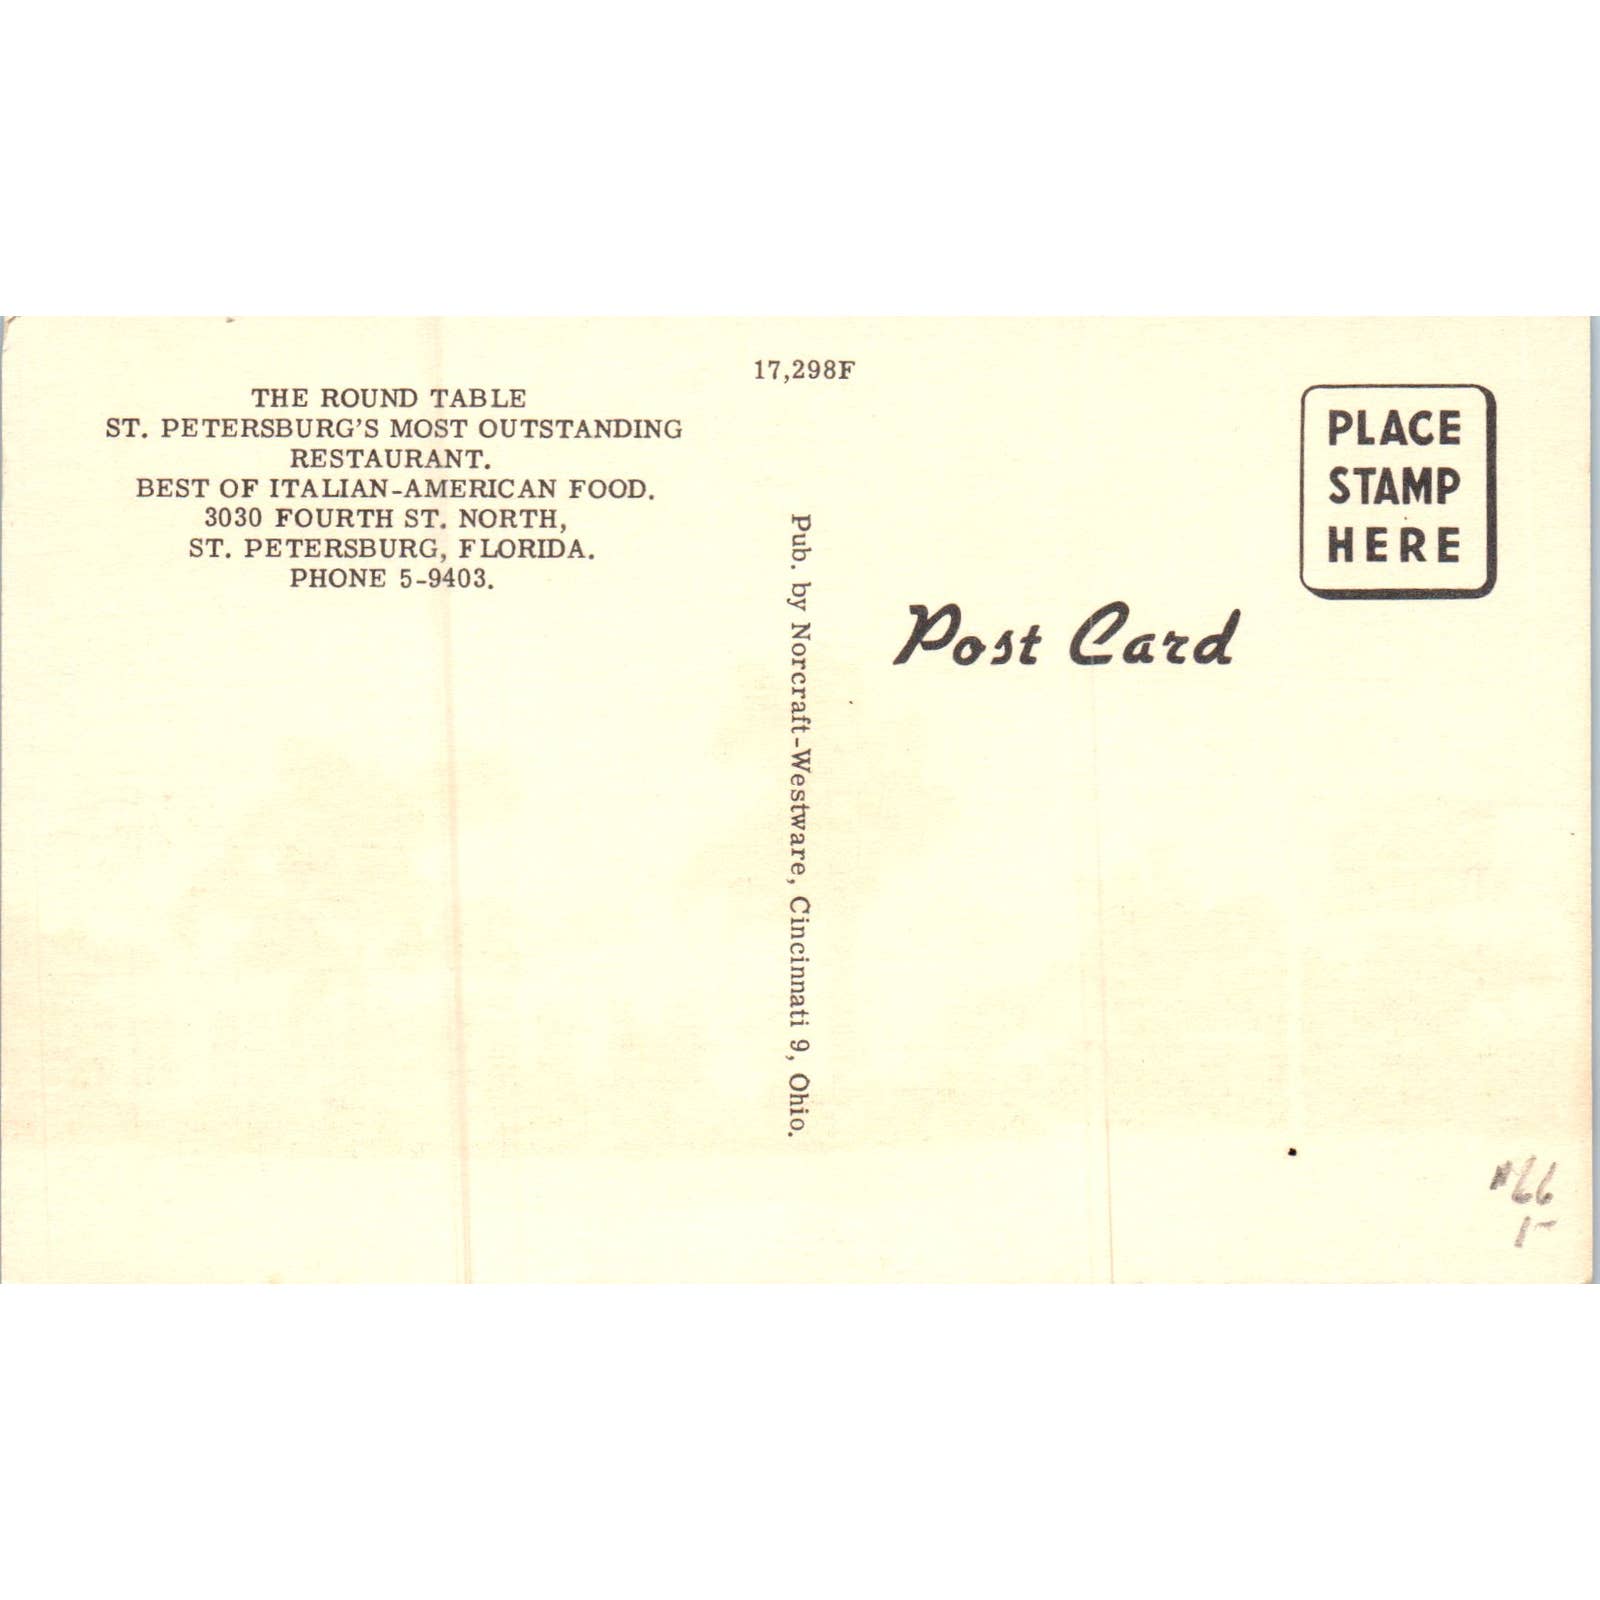 17,298F
THE ROUND TABLE
ST. PETERSBURG'S MOST OUTSTANDING
RESTAURANT.
BEST OF ITALIAN-AMERICAN FOOD.
3030 FOURTH ST. NORTH,
ST. PETERSBURG, FLORIDA.
PHONE 5-9403.
Pub. by Norcraft-Westware, Cincinnati 9, Ohio.
PLACE
STAMP
HERE
Post Card